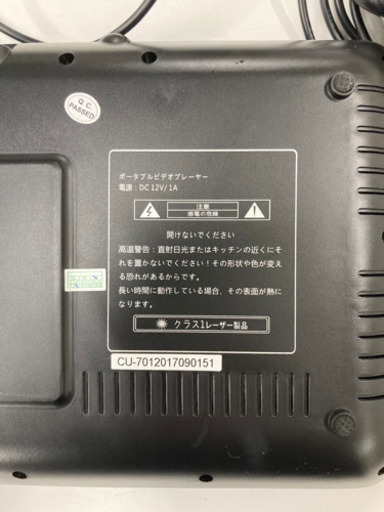 Q.C.
PASSED
ポータブルビデオプレーヤー
電源：DC 12V/1A
注意
感電の危険
開けないでください
高温警告：直射日光またはキッチンの近くにそ
れを置かないでください！その形状や色が変え
る恐れがあるからです。
長い時間に動作している場合、その表面が熱に
なります。
クラス1レーザー製品
CU-7012017090151